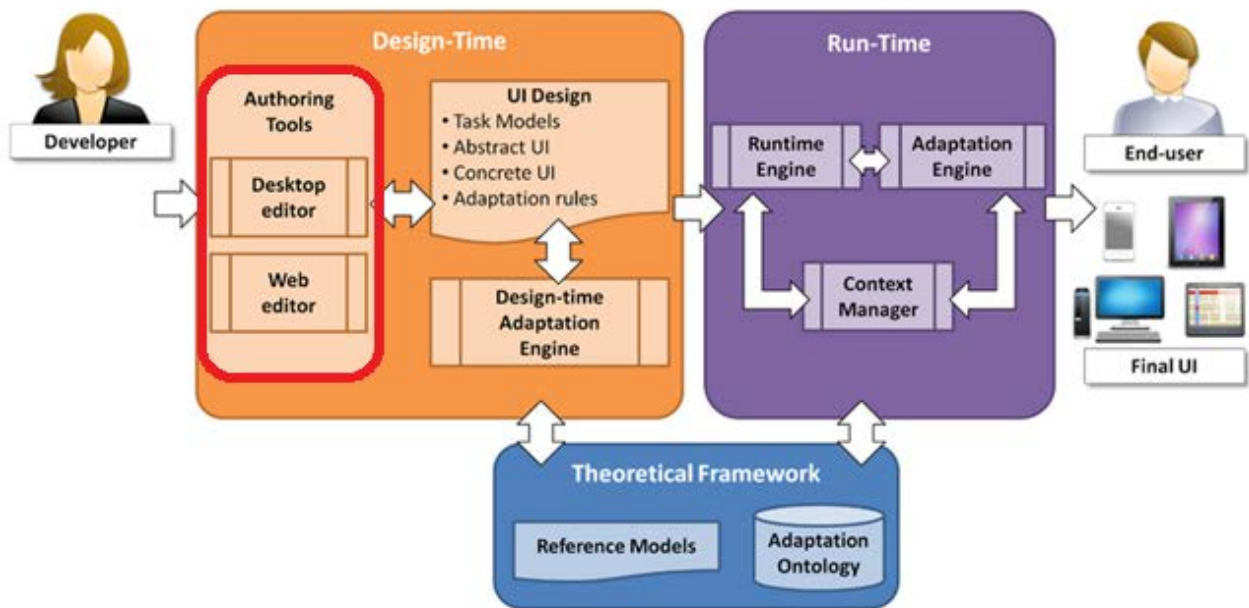 Developer
Design-Time
Authoring
Tools
Desktop
editor
Web
editor
UI Design
• Task Models
• Abstract UI
• Concrete UI
• Adaptation rules
Design-time
Adaptation
Engine
Run-Time
Runtime
Engine
Adaptation
Engine
Context
Manager
End-user
Final UI
Theoretical Framework
Reference Models
Adaptation
Ontology